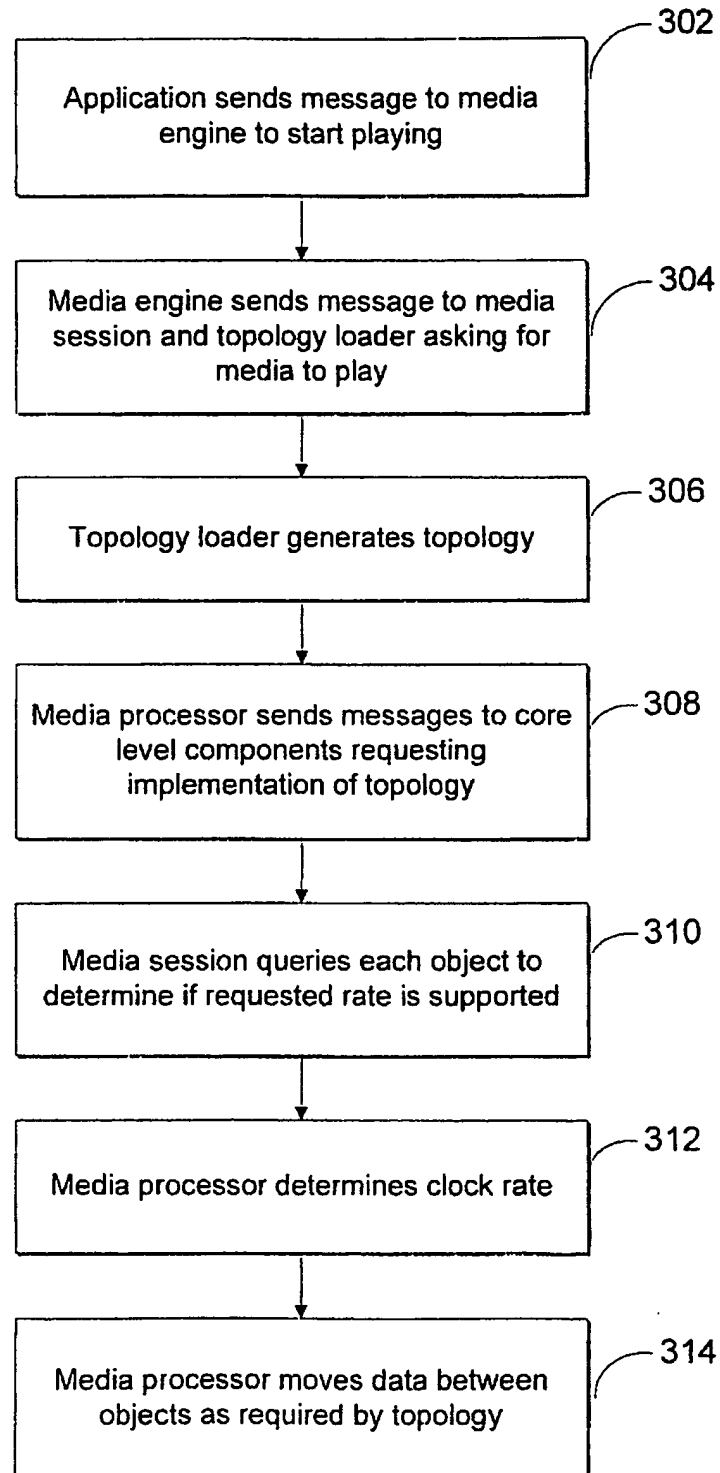 302
Application sends message to media
engine to start playing
304
Media engine sends message to media
session and topology loader asking for
media to play
306
Topology loader generates topology
308
Media processor sends messages to core
level components requesting
implementation of topology
310
Media session queries each object to
determine if requested rate is supported
312
Media processor determines clock rate
314
Media processor moves data between
objects as required by topology